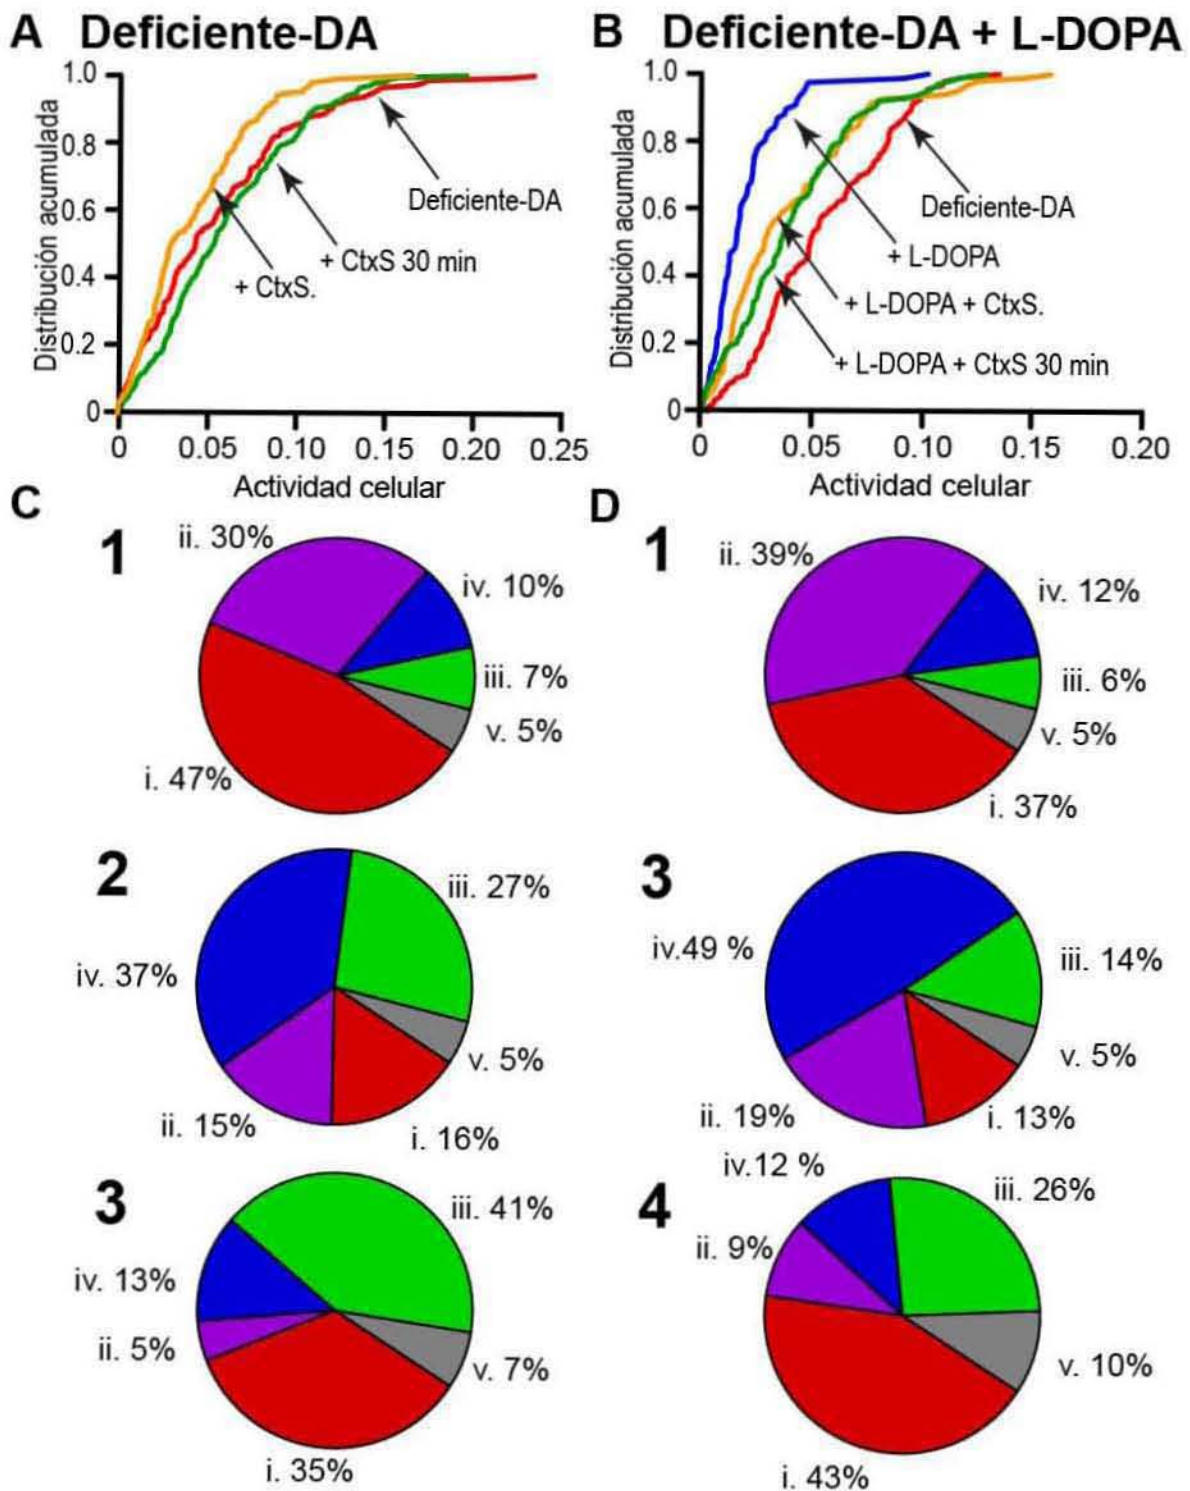 A Deficiente-DA
Distribución acumulada
1.0
0.8
0.6
0.4
0.2
0
0 0.05 0.10 0.15 0.20 0.25
Actividad celular
Deficiente-DA
+ CtxS 30 min
+ CtxS.
B Deficiente-DA + L-DOPA
Distribución acumulada
1.0
0.8
0.6
0.4
0.2
0
0 0.05 0.10 0.15 0.20
Actividad celular
Deficiente-DA
+ L-DOPA
+ L-DOPA + CtxS.
+ L-DOPA + CtxS 30 min
C
1
ii. 30%
iv. 10%
iii. 7%
v. 5%
i. 47%
2
iii. 27%
iv. 37%
v. 5%
ii. 15%
i. 16%
3
iii. 41%
iv. 13%
ii. 5%
v. 7%
i. 35%
D
1
ii. 39%
iv. 12%
iii. 6%
v. 5%
i. 37%
3
iv.49 %
iii. 14%
v. 5%
ii. 19%
i. 13%
4
iv.12 %
iii. 26%
ii. 9%
v. 10%
i. 43%